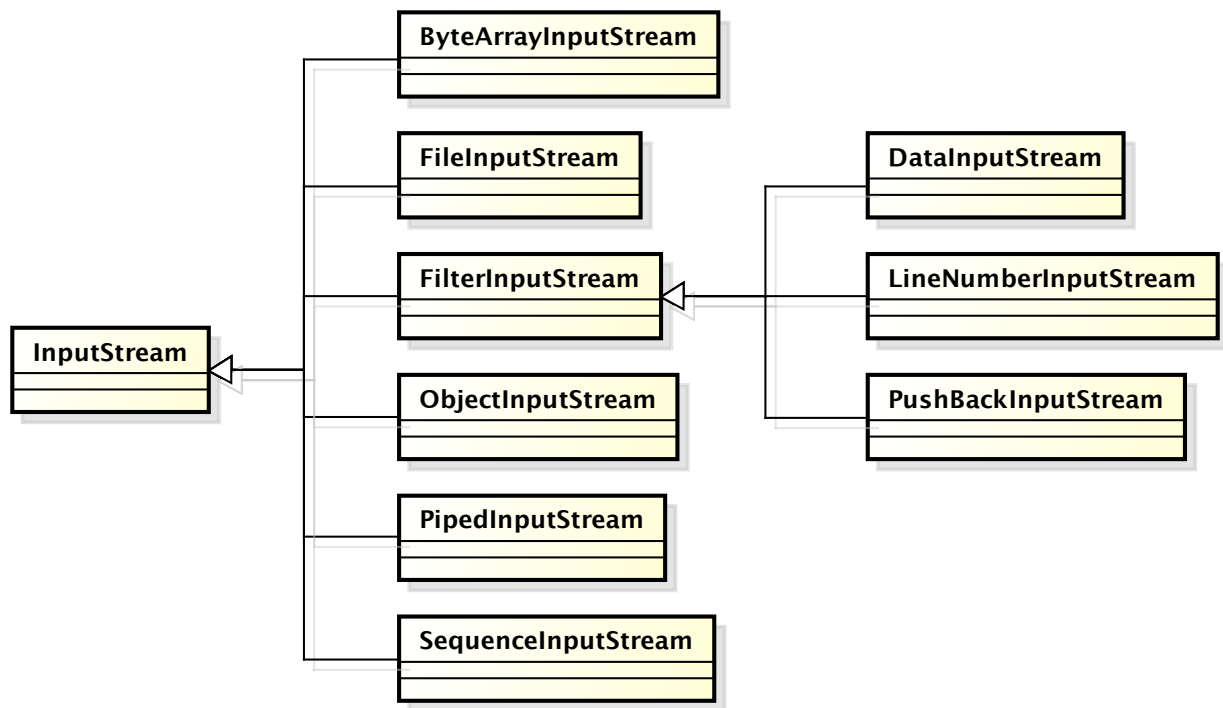 ByteArrayInputStream
FileInputStream
DataInputStream
FilterInputStream
LineNumberInputStream
InputStream
ObjectInputStream
PushBackInputStream
PipedInputStream
SequenceInputStream